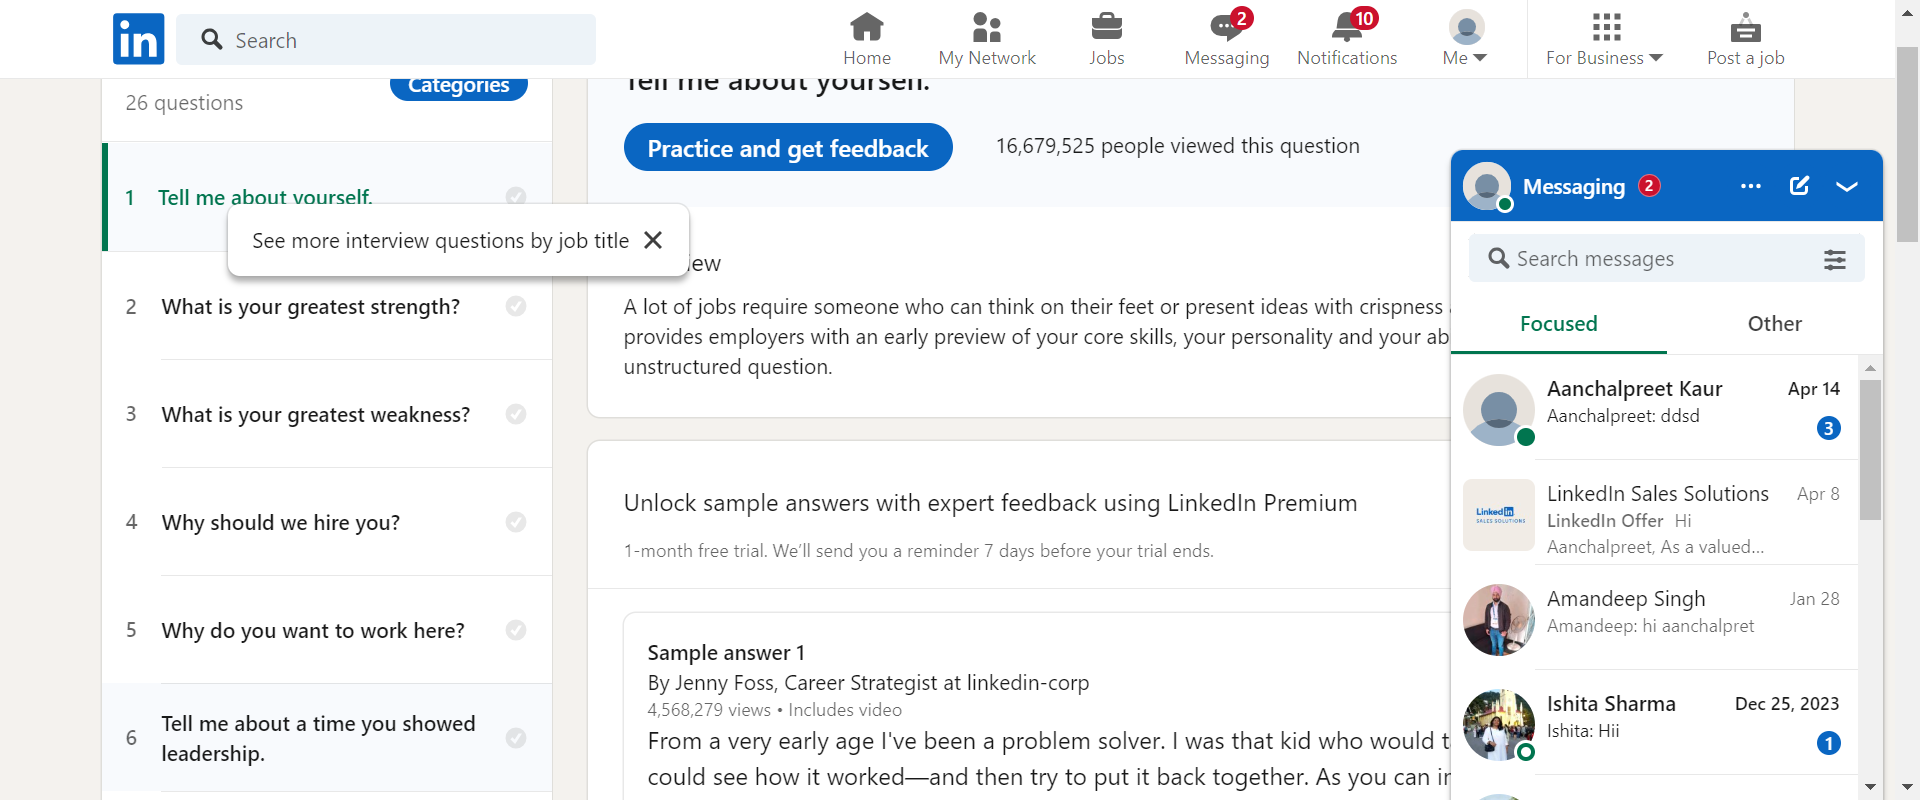 in
Search
Home
My Network
Jobs
2
Messaging
10
Notifications
Me
For Business
Post a job
26 questions
Categories
1 Tell me about yourself.
See more interview questions by job title
2 What is your greatest strength?
3 What is your greatest weakness?
4 Why should we hire you?
5 Why do you want to work here?
6 Tell me about a time you showed
leadership.
Tell me about yourself.
Practice and get feedback
16,679,525 people viewed this question
A lot of jobs require someone who can think on their feet or present ideas with crispness
provides employers with an early preview of your core skills, your personality and your ab
unstructured question.
Unlock sample answers with expert feedback using LinkedIn Premium
1-month free trial. We’ll send you a reminder 7 days before your trial ends.
Sample answer 1
By Jenny Foss, Career Strategist at linkedin-corp
4,568,279 views • Includes video
From a very early age I've been a problem solver. I was that kid who would
could see how it worked—and then try to put it back together. As you can
Messaging 2
Search messages
Focused
Other
Aanchalpreet Kaur Apr 14
Aanchalpreet: ddsd
3
LinkedIn
SALES SOLUTIONS
LinkedIn Sales Solutions Apr 8
LinkedIn Offer Hi
Aanchalpreet, As a valued...
Amandeep Singh Jan 28
Amandeep: hi aanchalpret
Ishita Sharma Dec 25, 2023
Ishita: Hii
1